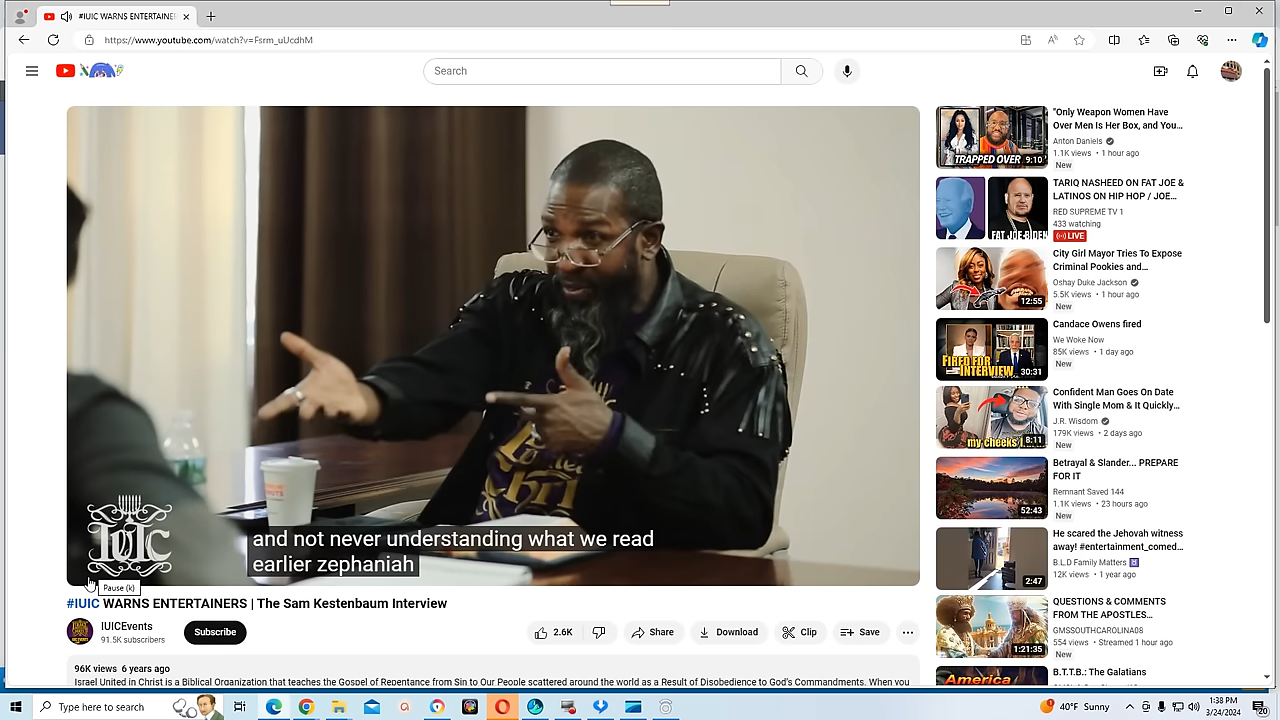 #IUIC WARNS ENTERTAINER
https://www.youtube.com/watch?v=Fsrm_uUcdhM
Search
IUIC
and not never understanding what we read
earlier zephaniah
Pause (k)
#IUIC WARNS ENTERTAINERS | The Sam Kestenbaum Interview
IUICEvents
91.5K subscribers
Subscribe
2.6K
Share
Download
Clip
Save
96K views 6 years ago
Israel United in Christ is a Biblical Organization that teaches the Gospel of Repentance from Sin to Our People scattered around the world as a Result of Disobedience to God's Commandments. When you
TRAPPED OVER
9:10
"Only Weapon Women Have
Over Men Is Her Box, and You...
Anton Daniels
1.1K views • 1 hour ago
New
FAT JOE BIDEN
TARIQ NASHEED ON FAT JOE &
LATINOS ON HIP HOP / JOE...
RED SUPREME TV 1
433 watching
LIVE
12:55
City Girl Mayor Tries To Expose
Criminal Pookies and...
Oshay Duke Jackson
5.5K views • 1 hour ago
New
FIRED FOR
INTERVIEW
30:31
Candace Owens fired
We Woke Now
85K views • 1 day ago
New
my cheeks
8:11
Confident Man Goes On Date
With Single Mom & It Quickly...
J.R. Wisdom
179K views • 2 days ago
New
52:43
Betrayal & Slander... PREPARE
FOR IT
Remnant Saved 144
1.1K views • 23 hours ago
New
2:47
He scared the Jehovah witness
away! #entertainment_comed...
B.L.D Family Matters
12K views • 1 year ago
1:21:35
QUESTIONS & COMMENTS
FROM THE APOSTLES...
GMSSOUTHCAROLINA08
554 views • Streamed 1 hour ago
New
America
B.T.T.B.: The Galatians
Type here to search
40°F Sunny
1:38 PM
3/24/2024
20